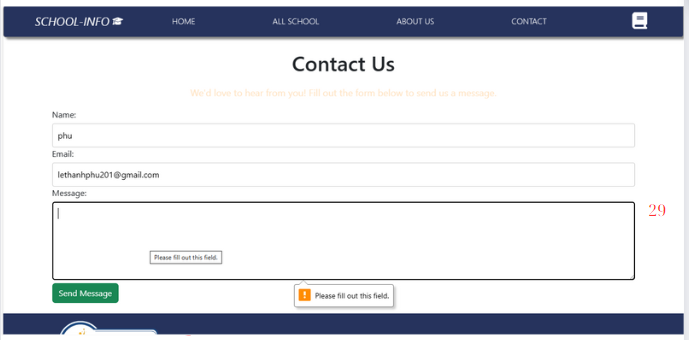 SCHOOL-INFO HOME ALL SCHOOL ABOUT US CONTACT
Contact Us
We'd love to hear from you! Fill out the form below to send us a message.
Name:
phu
Email:
lethanhphu201@gmail.com
Message:
29
Please fill out this field.
Send Message
Please fill out this field.